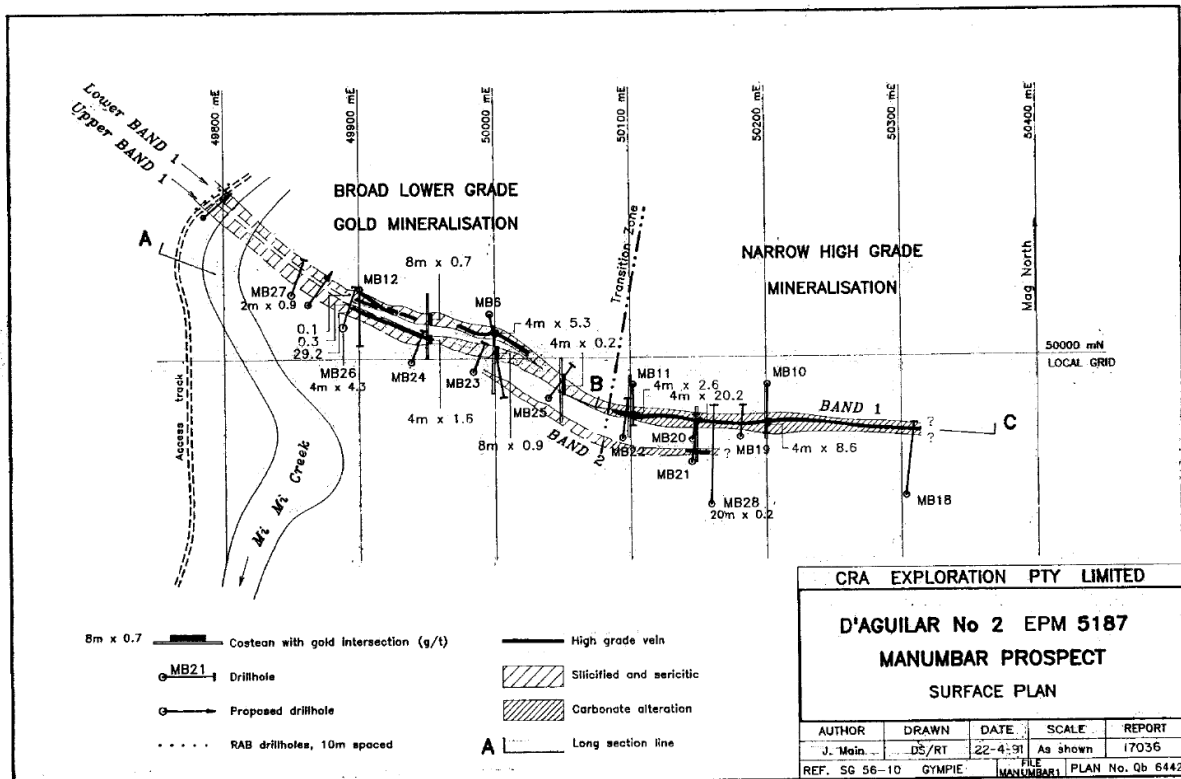 49800 mE
49900 mE
50000 mE
50100 mE
50200 mE
50300 mE
50400 mE
Lower BAND 1
Upper BAND 1
BROAD LOWER GRADE
GOLD MINERALISATION
NARROW HIGH GRADE
MINERALISATION
Transition Zone
Mag North
A
8m x 0.7
MB12
MB27
2m x 0.9
MB6
4m x 5.3
4m x 0.2
0.1
0.3
29.2
MB26
4m x 4.3
MB24
MB23
MB25
4m x 1.6
8m x 0.9
B
MB11
4m x 2.6
4m x 20.2
MB10
BAND 1
?
?
C
50000 mN
LOCAL GRID
BAND 2
MB22
MB20
MB21
?
MB19
4m x 8.6
MB28
20m x 0.2
MB18
Access track
Mi Mi Creek
8m x 0.7
Costean with gold intersection (g/t)
MB21
Drillhole
Proposed drillhole
RAB drillholes, 10m spaced
High grade vein
Silicified and sericitic
Carbonate alteration
A
Long section line
CRA EXPLORATION PTY LIMITED
D'AGUILAR No 2 EPM 5187
MANUMBAR PROSPECT
SURFACE PLAN
AUTHOR DRAWN DATE SCALE REPORT
J. Main DS/RT 22-4-91 As shown 17036
REF. SG 56-10 GYMPIE FILE MANUMBAR1 PLAN No. Qb 6442